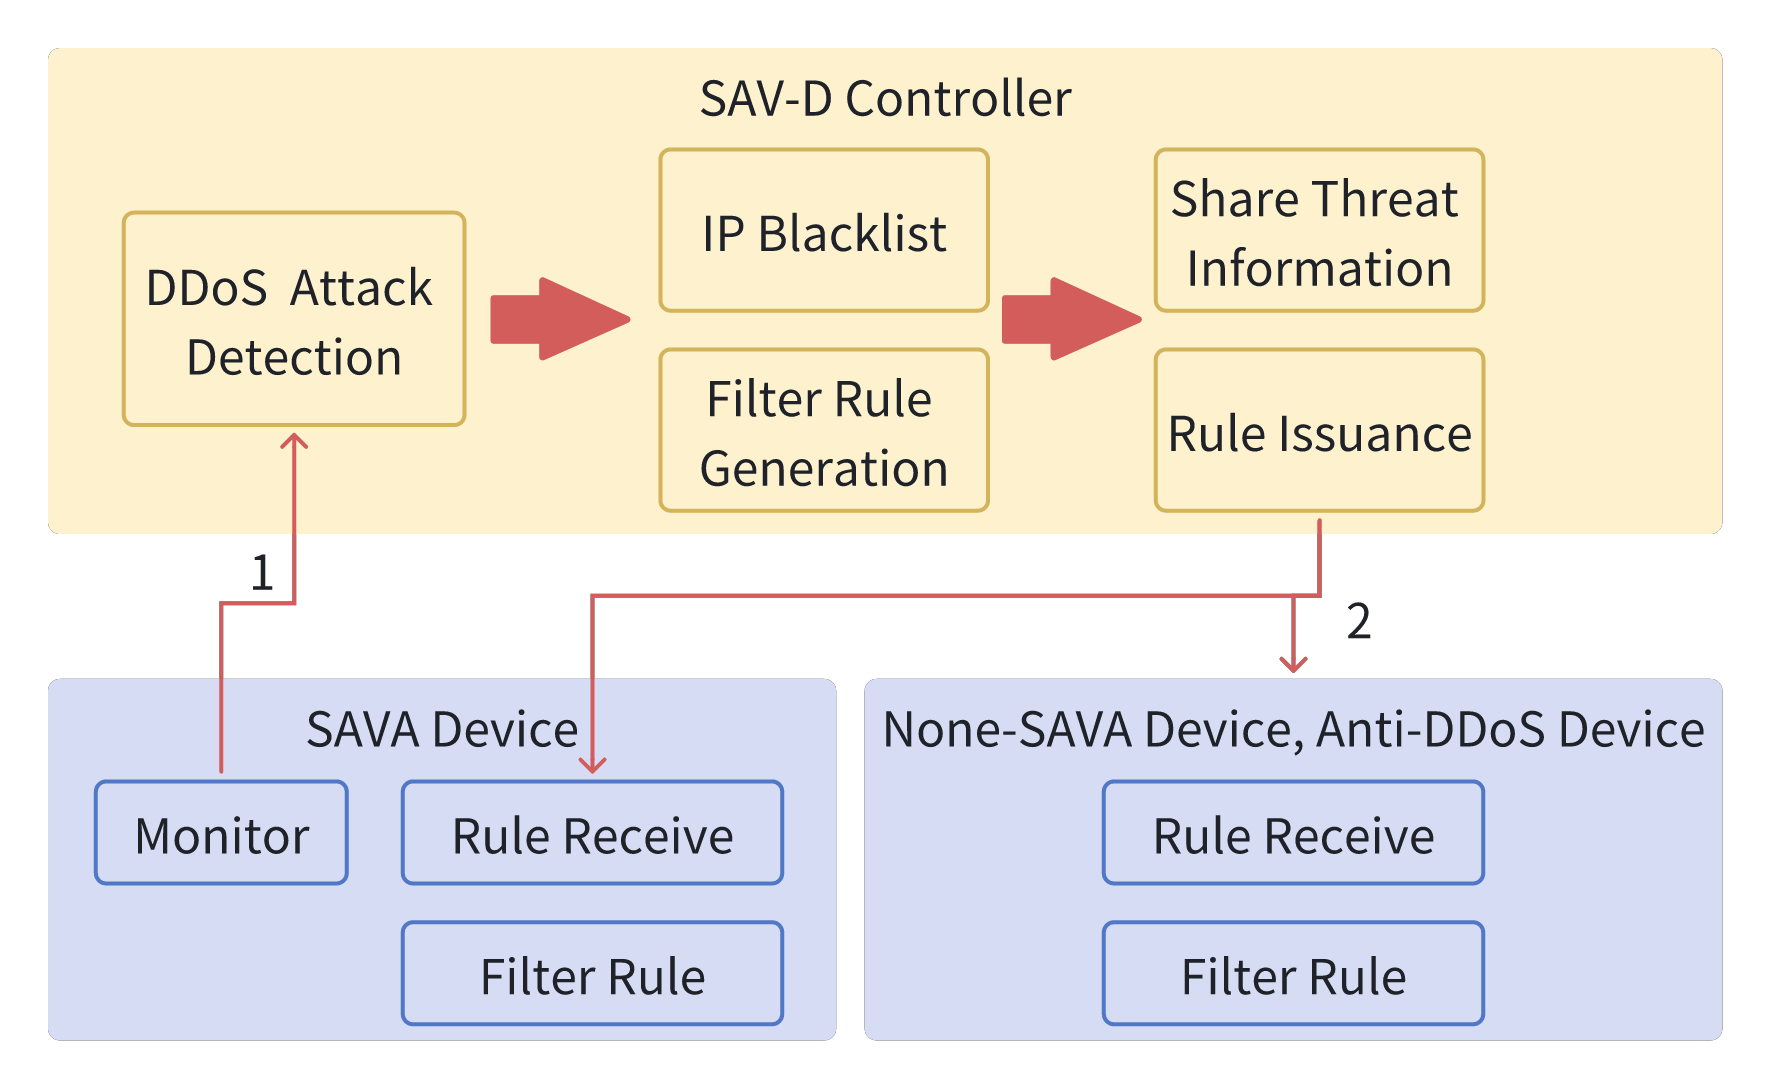 SAV-D Controller
DDoS  Attack
Detection
IP Blacklist
Filter Rule
Generation
Share Threat
Information
Rule Issuance
1
2
SAVA Device
Monitor
Rule Receive
Filter Rule
None-SAVA Device, Anti-DDoS Device
Rule Receive
Filter Rule